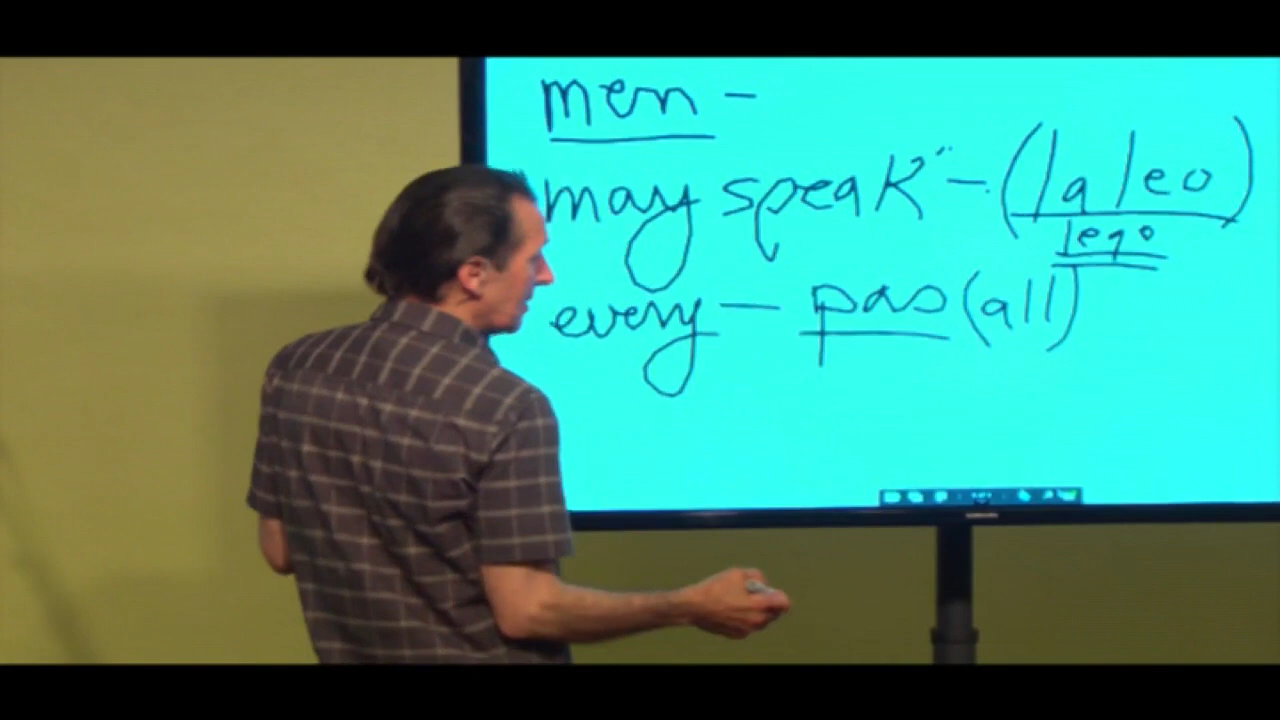 men -
may speak" - (laleo)
lego
every - pas (all)